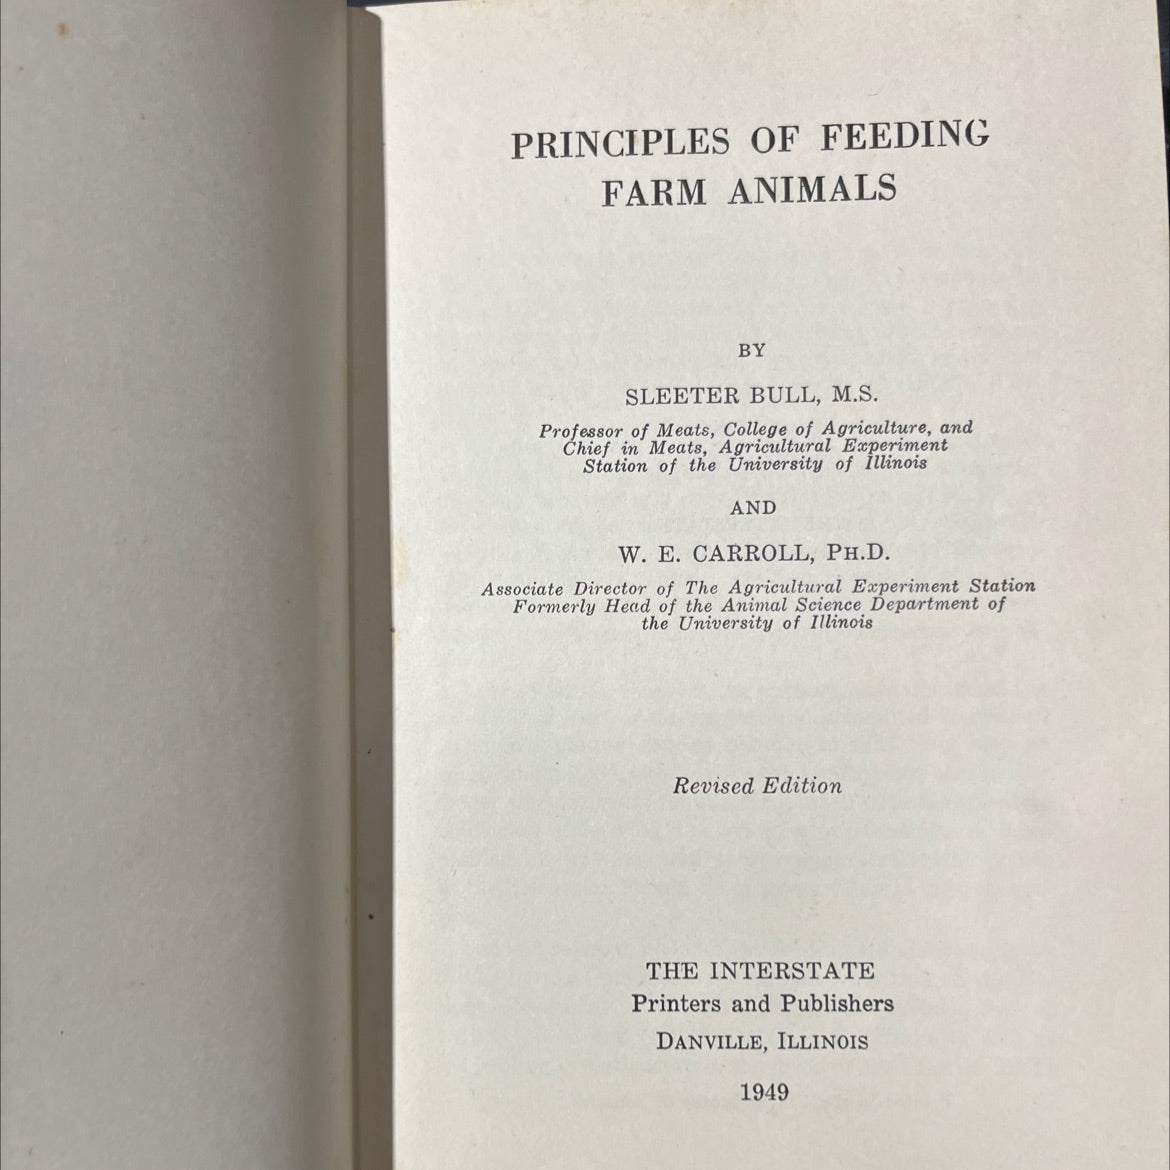 PRINCIPLES OF FEEDING
FARM ANIMALS
BY
SLEETER BULL, M.S.
Professor of Meats, College of Agriculture, and
Chief in Meats, Agricultural Experiment
Station of the University of Illinois
AND
W. E. CARROLL, PH.D.
Associate Director of The Agricultural Experiment Station
Formerly Head of the Animal Science Department of
the University of Illinois
Revised Edition
THE INTERSTATE
Printers and Publishers
DANVILLE, ILLINOIS
1949